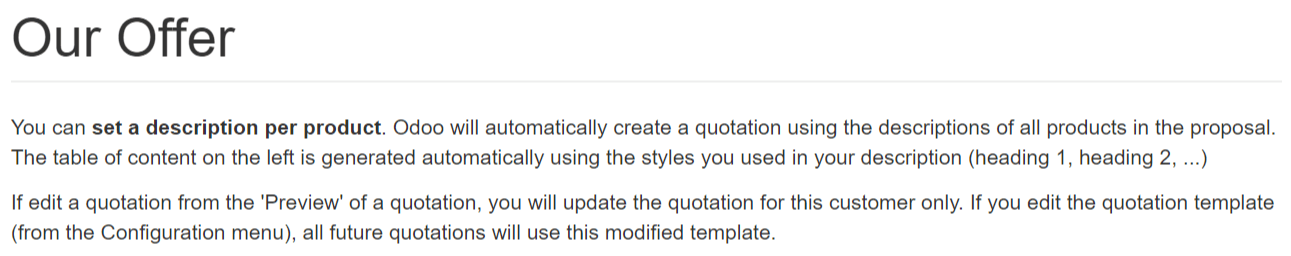 Our Offer
You can set a description per product. Odoo will automatically create a quotation using the descriptions of all products in the proposal.
The table of content on the left is generated automatically using the styles you used in your description (heading 1, heading 2, ...)
If edit a quotation from the 'Preview' of a quotation, you will update the quotation for this customer only. If you edit the quotation template
(from the Configuration menu), all future quotations will use this modified template.